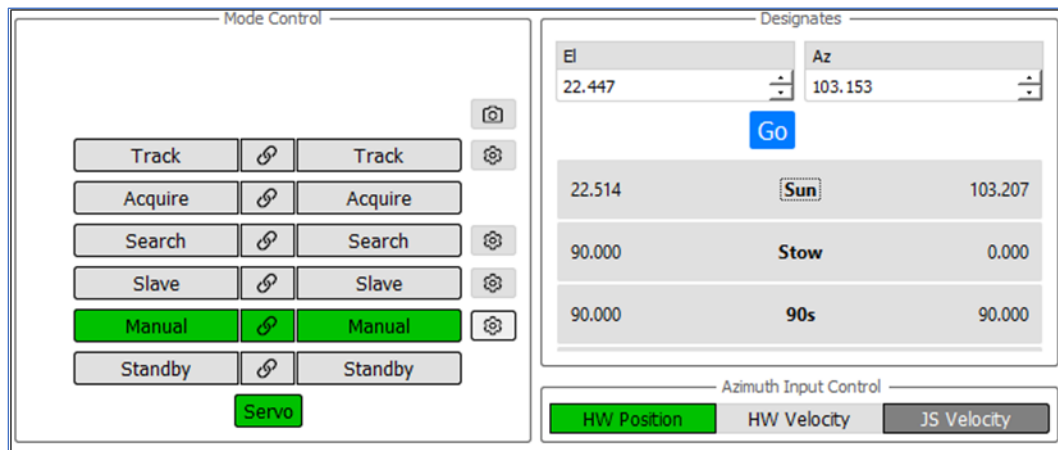 Mode Control
Track Track
Acquire Acquire
Search Search
Slave Slave
Manual Manual
Standby Standby
Servo
Designates
El Az
22.447 103.153
Go
22.514 Sun 103.207
90.000 Stow 0.000
90.000 90s 90.000
Azimuth Input Control
HW Position HW Velocity JS Velocity